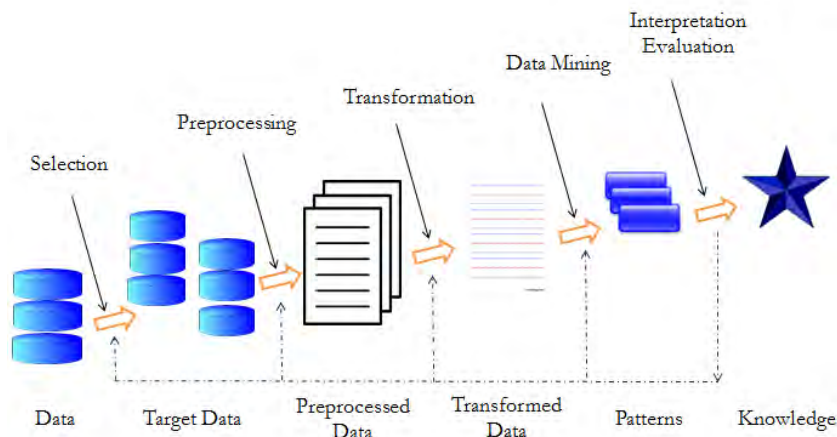 Interpretation
Evaluation
Data Mining
Transformation
Preprocessing
Selection
Data
Target Data
Preprocessed
Data
Transformed
Data
Patterns
Knowledge